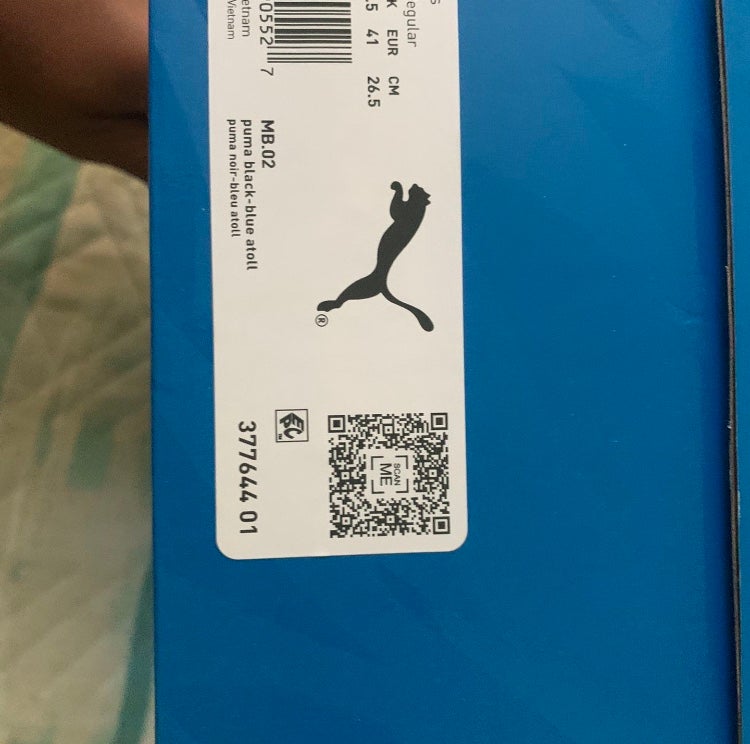 egular
K EUR CM
.5 41 26.5
0552 7
etnam
Vietnam
MB.02
puma black-blue atoll
puma noir-bleu atoll
®
SCAN
ME
377644 01